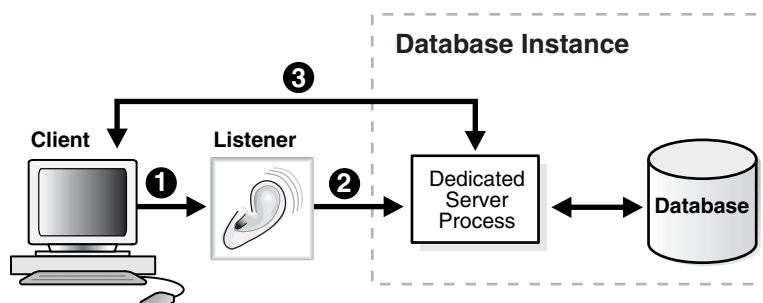 Database Instance
3
Client
Listener
1
2
Dedicated
Server
Process
Database